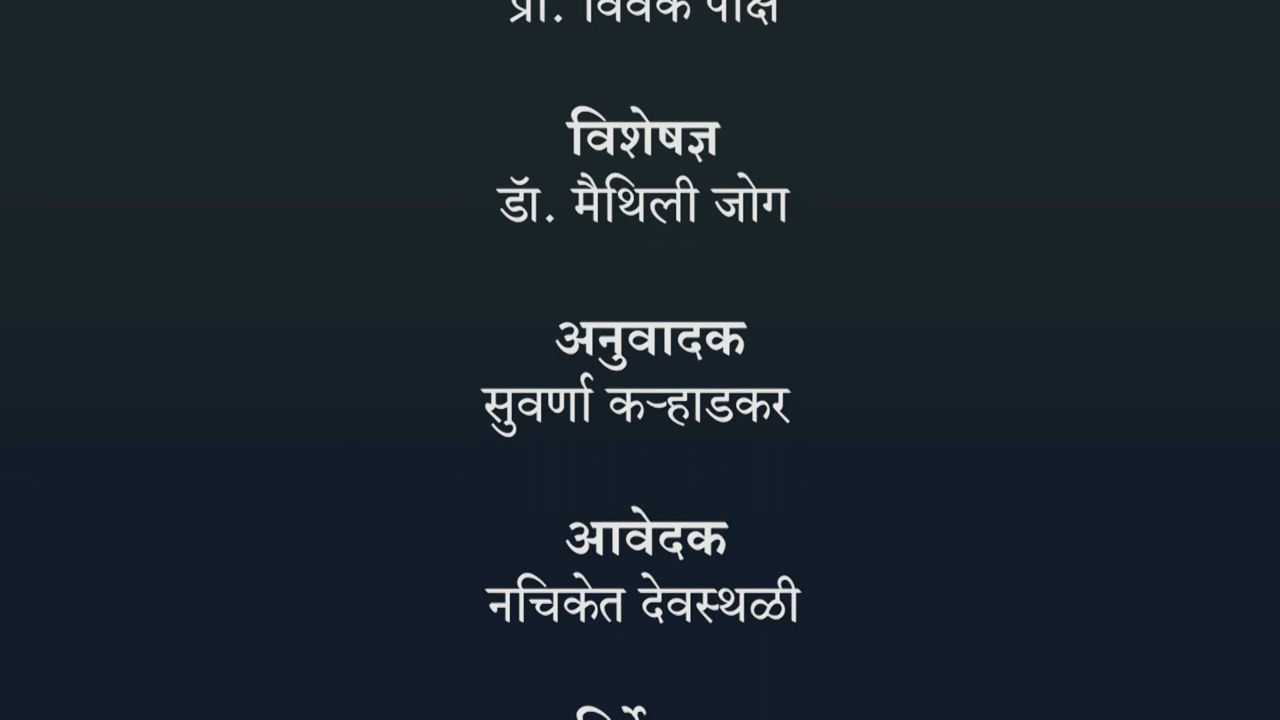 प्रा. विवेक पाक्षे
विशेषज्ञ
डॉ. मैथिली जोग
अनुवादक
सुवर्णा कऱ्हाडकर
आवेदक
नचिकेत देवस्थळी